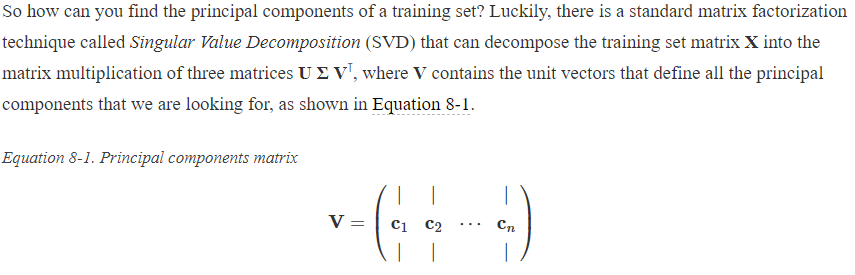 So how can you find the principal components of a training set? Luckily, there is a standard matrix factorization
technique called Singular Value Decomposition (SVD) that can decompose the training set matrix X into the
matrix multiplication of three matrices U Σ V⊺, where V contains the unit vectors that define all the principal
components that we are looking for, as shown in Equation 8-1.
Equation 8-1. Principal components matrix
| | |
V = ( c₁ c₂ ⋯ cₙ )
| | |